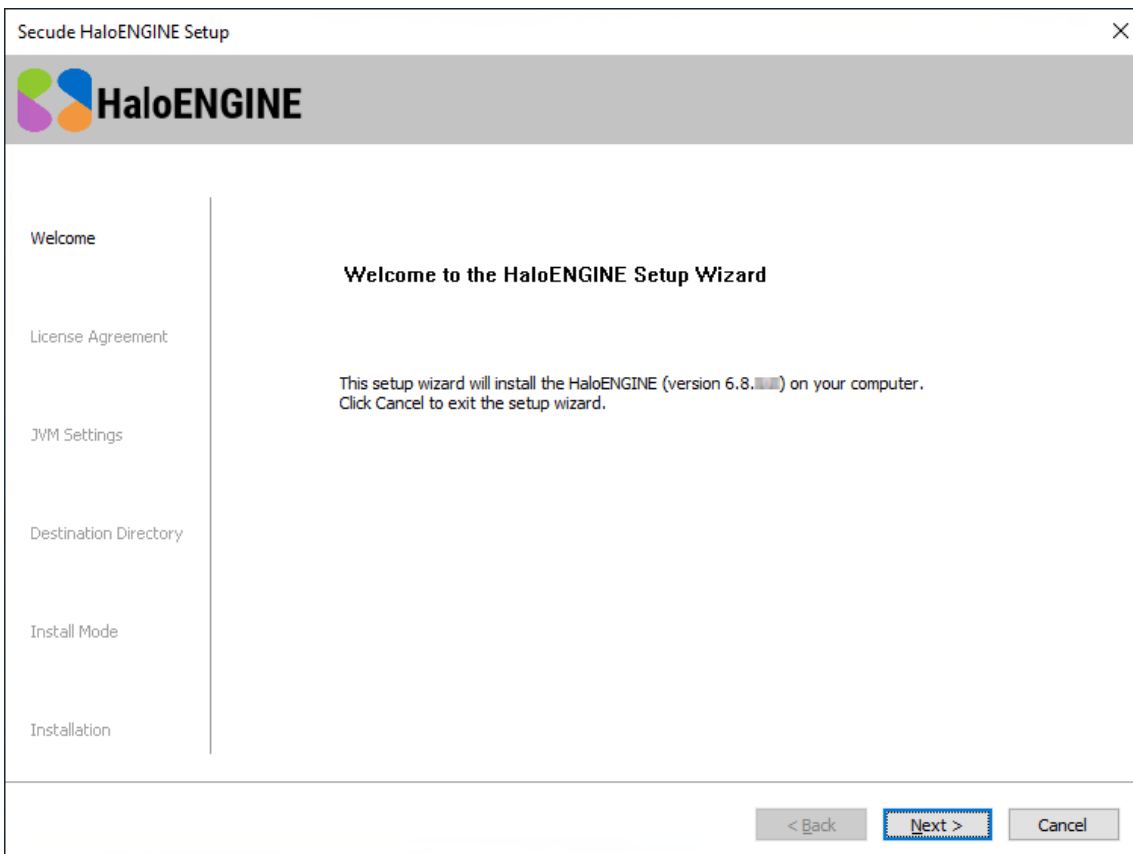 Secude HaloENGINE Setup
HaloENGINE
Welcome
License Agreement
JVM Settings
Destination Directory
Install Mode
Installation
Welcome to the HaloENGINE Setup Wizard
This setup wizard will install the HaloENGINE (version 6.8. ) on your computer.
Click Cancel to exit the setup wizard.
< Back
Next >
Cancel